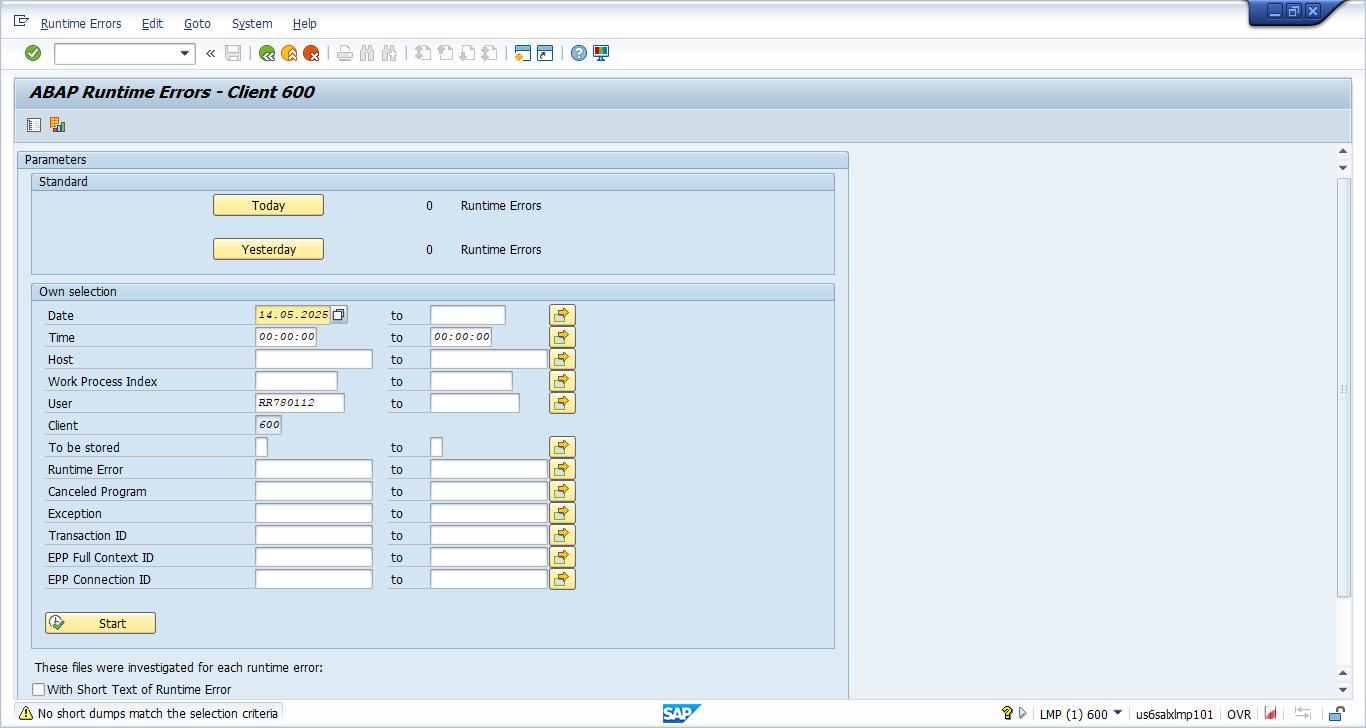 Runtime Errors Edit Goto System Help
ABAP Runtime Errors - Client 600
Parameters
Standard
Today 0 Runtime Errors
Yesterday 0 Runtime Errors
Own selection
Date 14.05.2025 to
Time 00:00:00 to 00:00:00
Host to
Work Process Index to
User RR780112 to
Client 600
To be stored to
Runtime Error to
Canceled Program to
Exception to
Transaction ID to
EPP Full Context ID to
EPP Connection ID to
Start
These files were investigated for each runtime error:
With Short Text of Runtime Error
No short dumps match the selection criteria SAP LMP (1) 600 us6salxlmp101 OVR